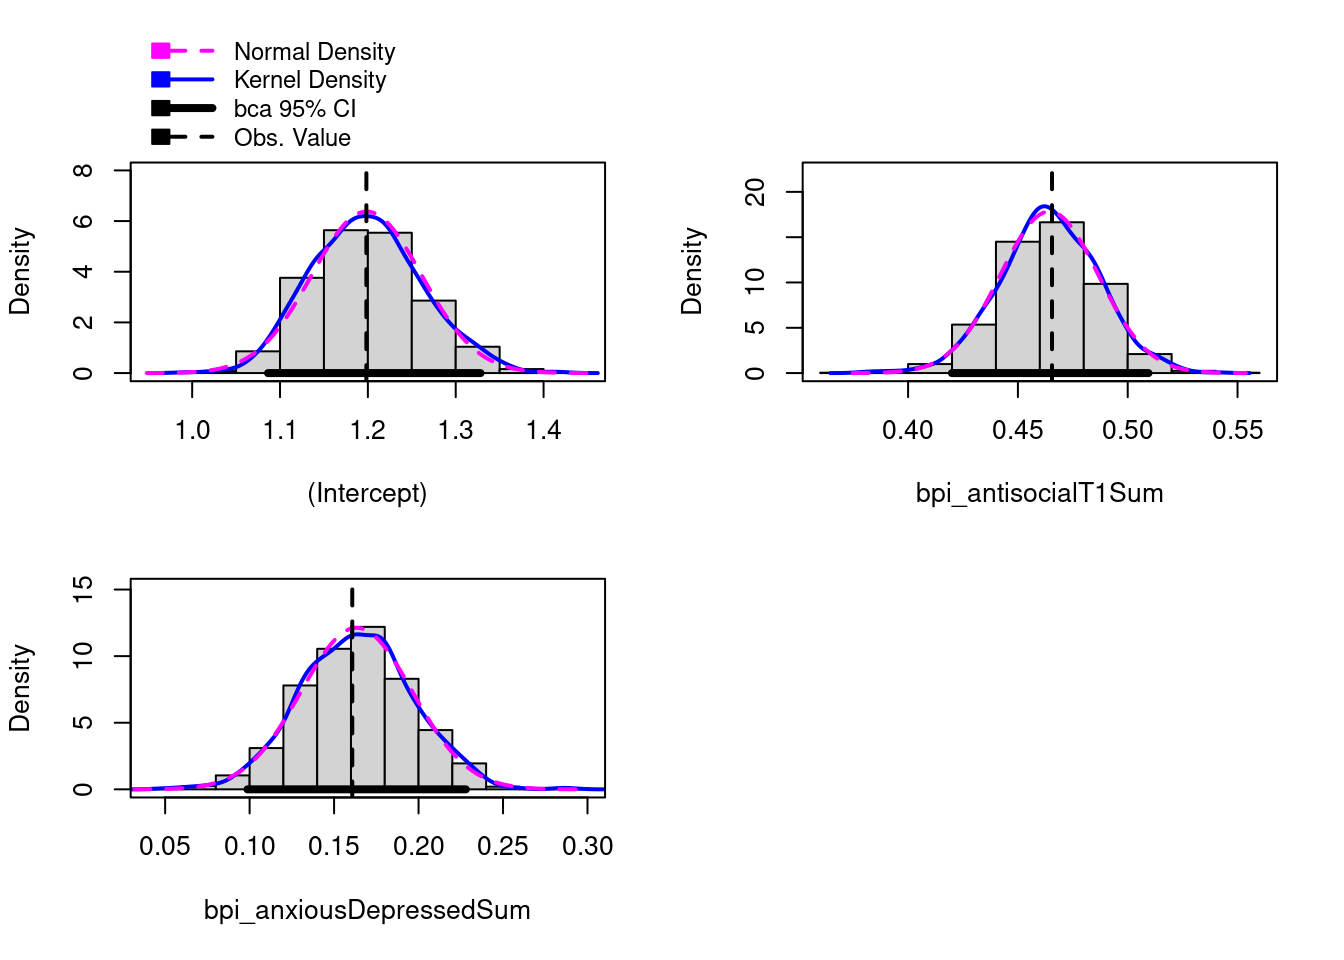 Normal Density
Kernel Density
bca 95% CI
Obs. Value
Density
0 2 4 6 8
1.0 1.1 1.2 1.3 1.4
(Intercept)
Density
0 5 10 20
0.40 0.45 0.50 0.55
bpi_antisocialT1Sum
Density
0 5 10 15
0.05 0.10 0.15 0.20 0.25 0.30
bpi_anxiousDepressedSum